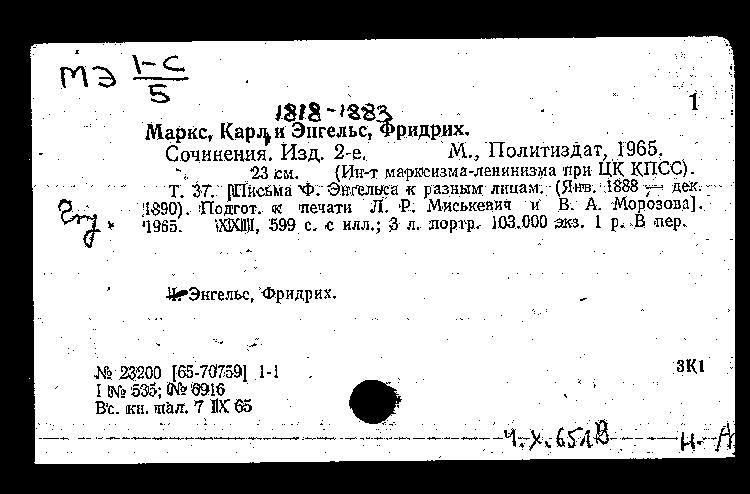 МЭ 1-С
5
1818-1883
1
Маркс, Карл, и Энгельс, Фридрих.
Сочинения. Изд. 2-е. М., Политиздат, 1965.
23 см. (Ин-т марксизма-ленинизма при ЦК КПСС).
Т. 37. [Письма Ф. Энгельса к разным лицам. (Янв. 1888 — дек.
1890). Подгот. к печати Л. Р. Миськевич и В. А. Морозова].
1965. 599 с. с илл.; 3 л. портр. 103.000 экз. 1 р. В пер.
Энгельс, Фридрих.
№ 23200 [65-70759] 1-1
3К1
I № 535; № 6916
Вс. кн. пал. 7 IX 65